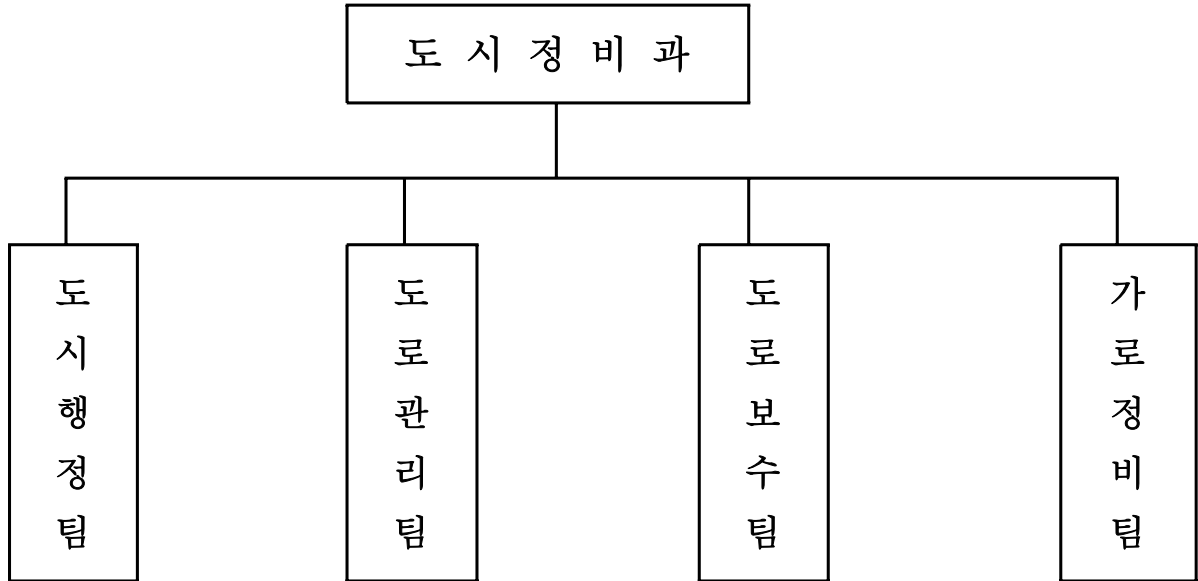 도 시 정 비 과
도시행정팀
도로관리팀
도로보수팀
가로정비팀